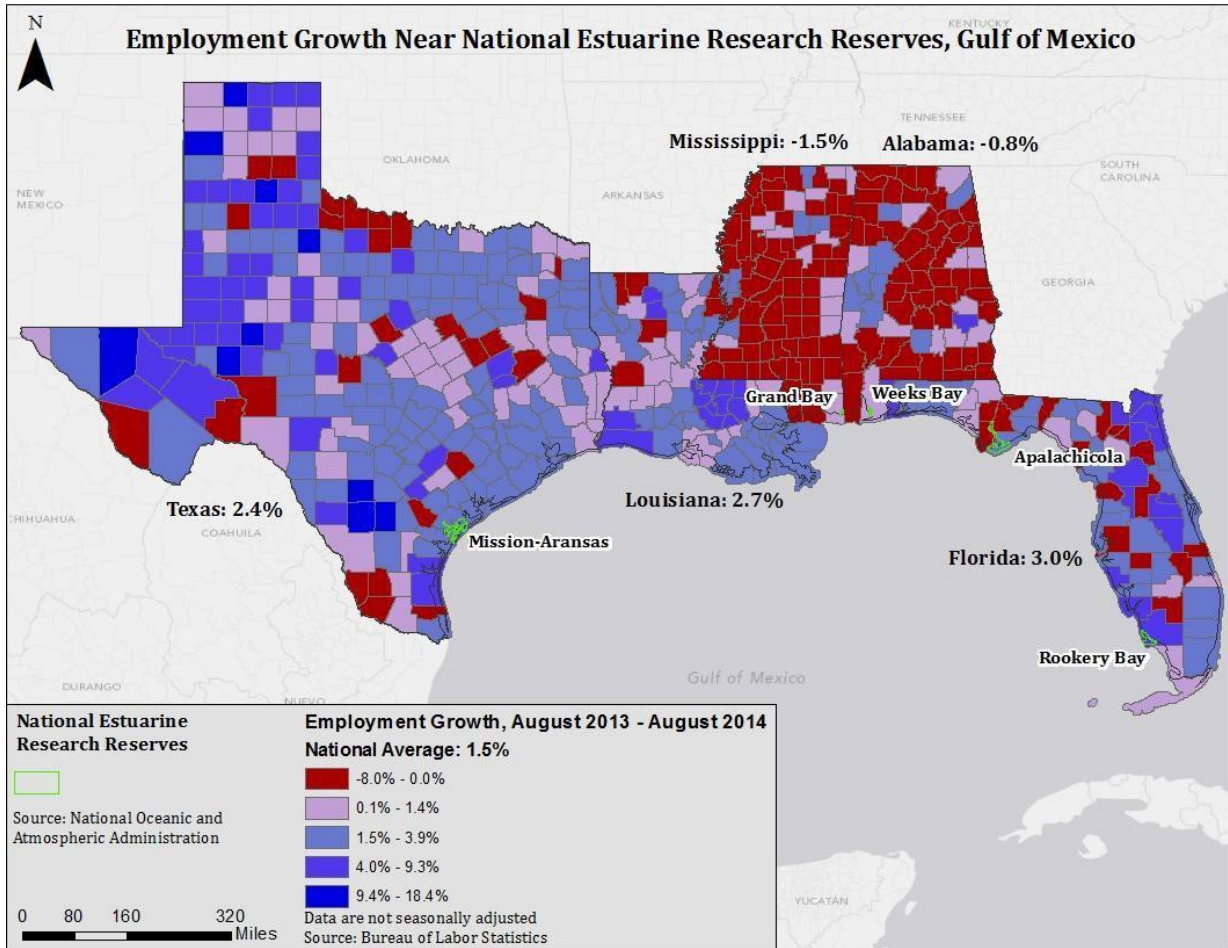 N
Employment Growth Near National Estuarine Research Reserves, Gulf of Mexico
KENTUCKY
TENNESSEE
Mississippi: -1.5%
Alabama: -0.8%
OKLAHOMA
ARKANSAS
SOUTH
CAROLINA
NEW
MEXICO
GEORGIA
Grand Bay
Weeks Bay
Apalachicola
Texas: 2.4%
Louisiana: 2.7%
CHIHUAHUA
COAHUILA
Mission-Aransas
Florida: 3.0%
Rookery Bay
Gulf of Mexico
DURANGO
NUEVO
National Estuarine
Research Reserves
Source: National Oceanic and
Atmospheric Administration
0 80 160 320
Miles
Employment Growth, August 2013 - August 2014
National Average: 1.5%
-8.0% - 0.0%
0.1% - 1.4%
1.5% - 3.9%
4.0% - 9.3%
9.4% - 18.4%
Data are not seasonally adjusted
Source: Bureau of Labor Statistics
YUCATÁN